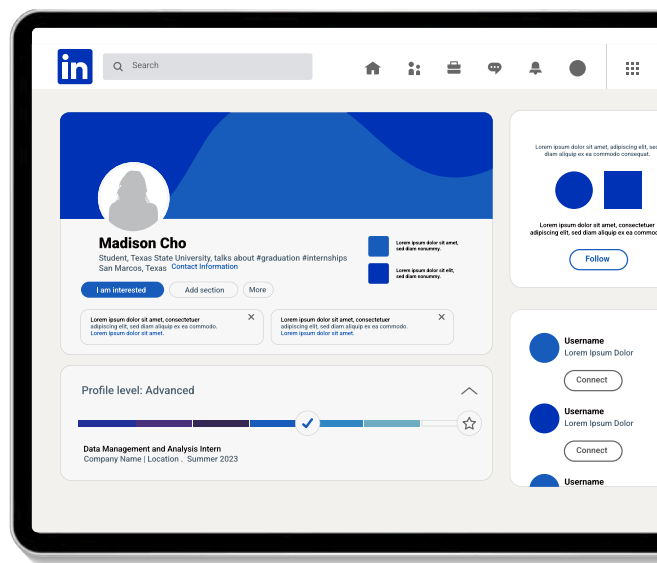 in
Search
Madison Cho
Student, Texas State University, talks about #graduation #internships
San Marcos, Texas Contact Information
I am interested
Add section
More
Lorem ipsum dolor sit amet,
sed diam nonummy.
Lorem ipsum dolor sit elit,
sed diam nonummy.
Lorem ipsum dolor sit amet, consectetuer
adipiscing elit, sed diam aliquip ex ea commodo.
Lorem ipsum dolor sit amet.
Lorem ipsum dolor sit amet, consectetuer
adipiscing elit, sed diam aliquip ex ea commodo.
Lorem ipsum dolor sit amet.
Profile level: Advanced
Data Management and Analysis Intern
Company Name | Location . Summer 2023
Lorem ipsum dolor sit amet, adipiscing elit, sed
diam aliquip ex ea commodo consequat.
Lorem ipsum dolor sit amet, consectetuer
adipiscing elit, sed diam aliquip ex ea
Follow
Username
Lorem Ipsum Dolor
Connect
Username
Lorem Ipsum Dolor
Connect
Username